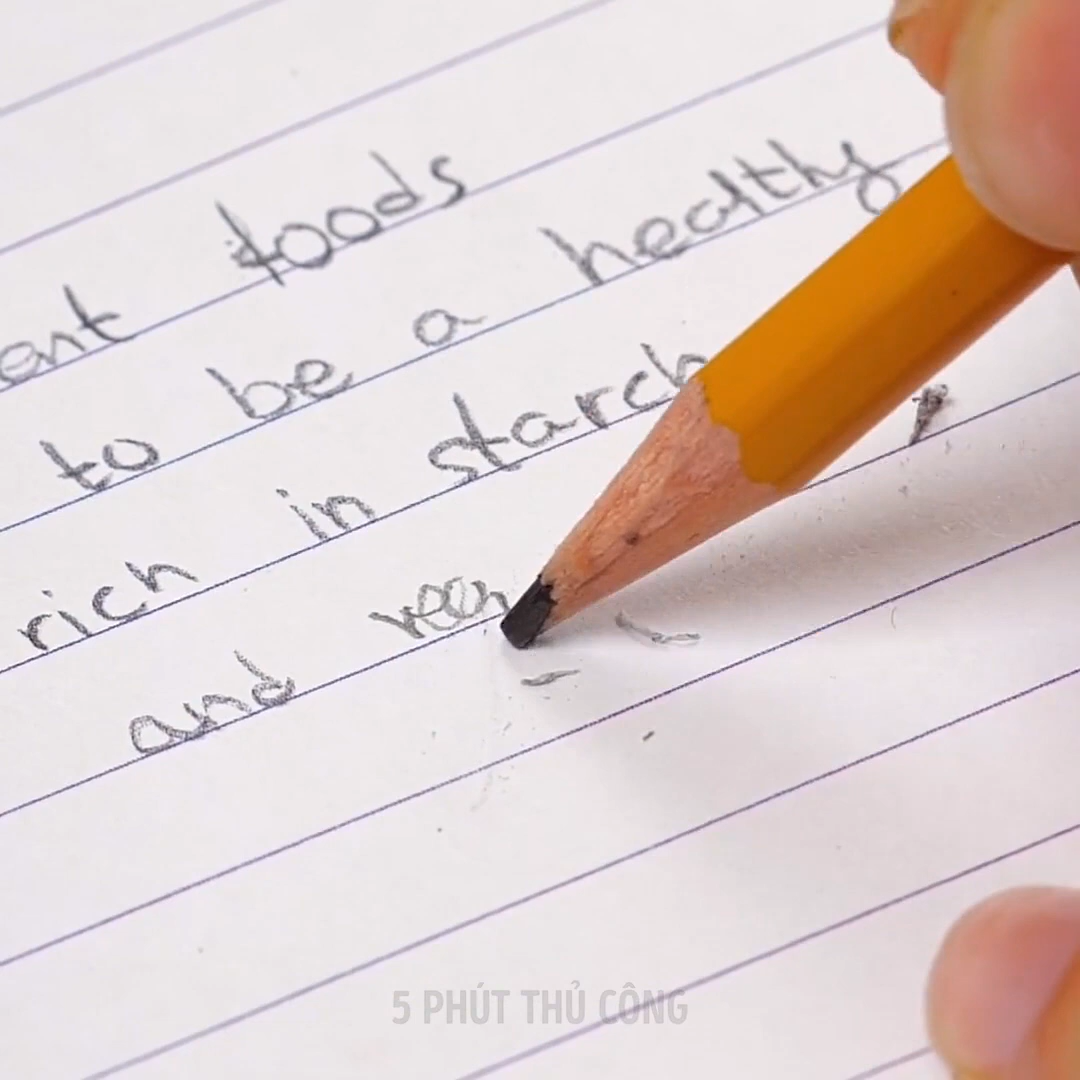 ent foods
to be a healthy
rich in starch
and
5 PHÚT THỦ CÔNG